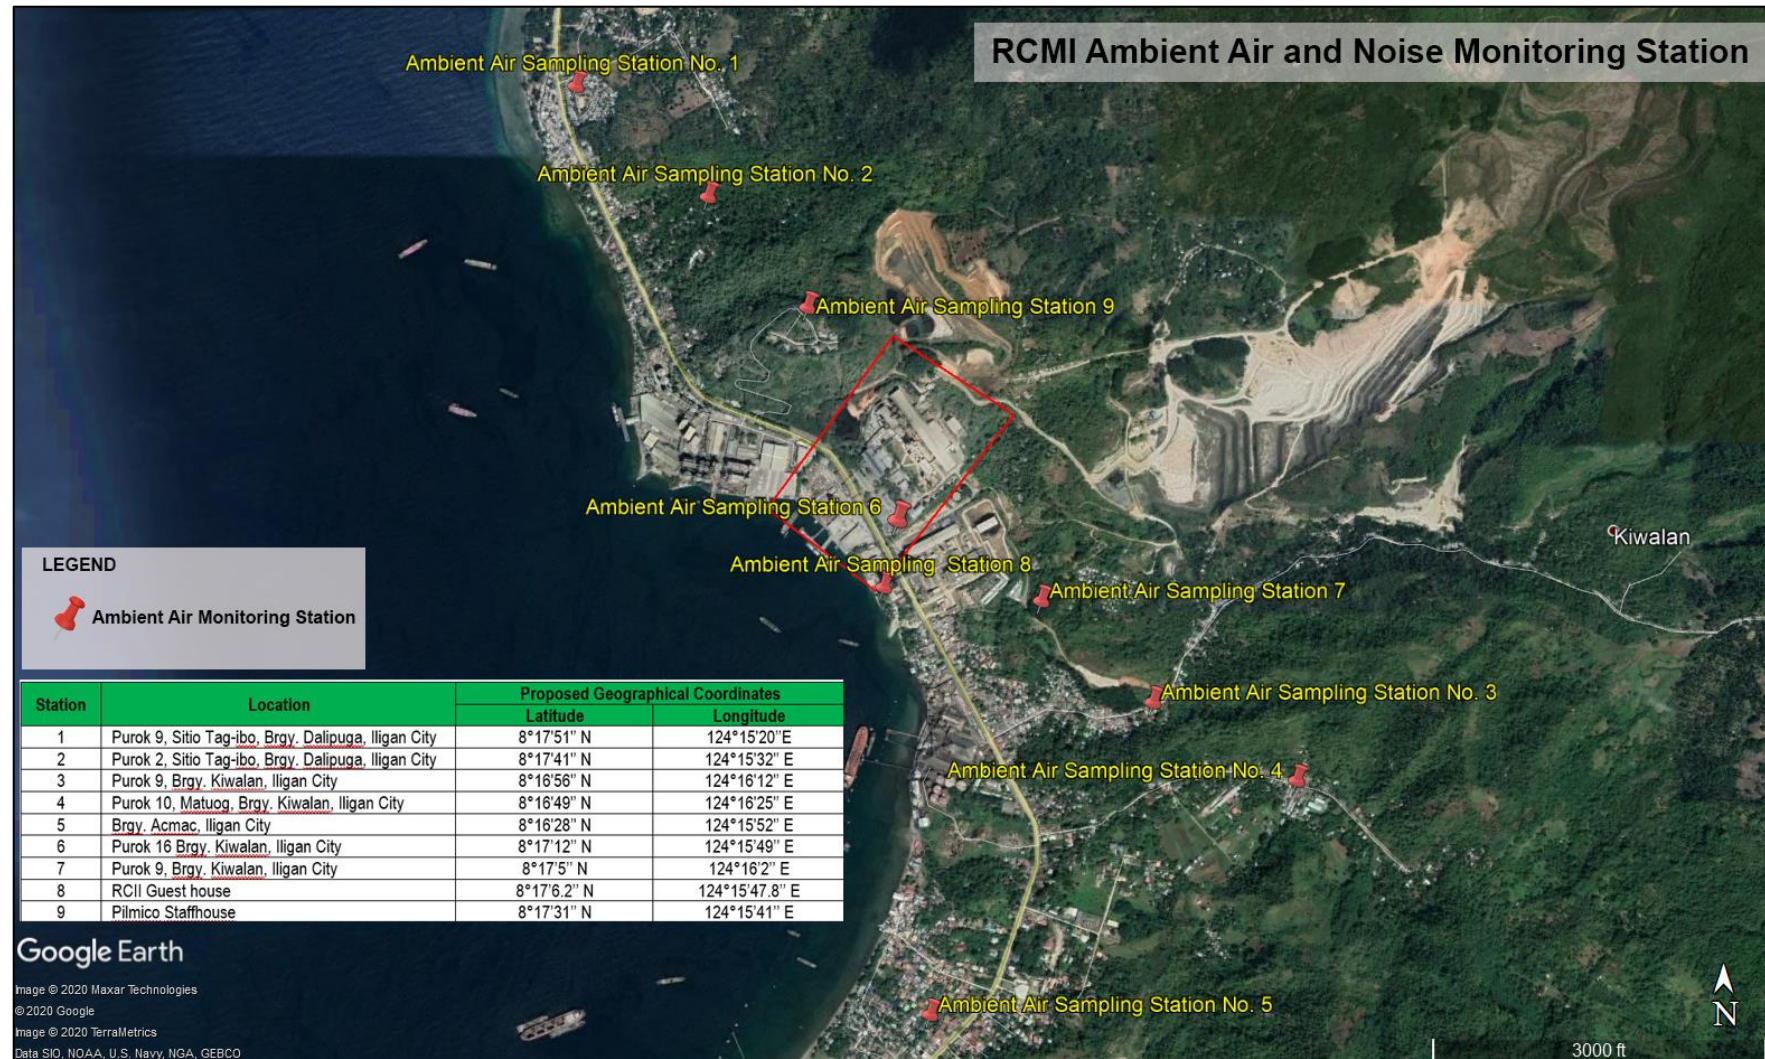 RCMI Ambient Air and Noise Monitoring Station
Ambient Air Sampling Station No. 1
Ambient Air Sampling Station No. 2
Ambient Air Sampling Station 9
Ambient Air Sampling Station 6
Kiwalan
Ambient Air Sampling Station 8
Ambient Air Sampling Station 7
Ambient Air Sampling Station No. 3
Ambient Air Sampling Station No. 4
Ambient Air Sampling Station No. 5
LEGEND
Ambient Air Monitoring Station
Station Location Proposed Geographical Coordinates
Latitude Longitude
1 Purok 9, Sitio Tag-ibo, Brgy. Dalipuga, Iligan City 8°17'51" N 124°15'20"E
2 Purok 2, Sitio Tag-ibo, Brgy. Dalipuga, Iligan City 8°17'41" N 124°15'32" E
3 Purok 9, Brgy. Kiwalan, Iligan City 8°16'56" N 124°16'12" E
4 Purok 10, Matuog, Brgy. Kiwalan, Iligan City 8°16'49" N 124°16'25" E
5 Brgy. Acmac, Iligan City 8°16'28" N 124°15'52" E
6 Purok 16 Brgy. Kiwalan, Iligan City 8°17'12" N 124°15'49" E
7 Purok 9, Brgy. Kiwalan, Iligan City 8°17'5" N 124°16'2" E
8 RCII Guest house 8°17'6.2" N 124°15'47.8" E
9 Pilmico Staffhouse 8°17'31" N 124°15'41" E
Google Earth
Image © 2020 Maxar Technologies
© 2020 Google
Image © 2020 TerraMetrics
Data SIO, NOAA, U.S. Navy, NGA, GEBCO
N
3000 ft